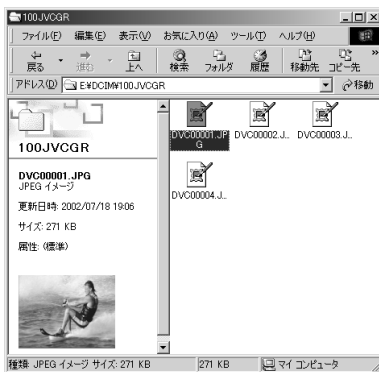 100JVCGR
ファイル(F) 編集(E) 表示(V) お気に入り(A) ツール(T) ヘルプ(H)
戻る 進む 上へ 検索 フォルダ 履歴 移動先 コピー先 »
アドレス(D) E:¥DCIM¥100JVCGR 移動
100JVCGR
DVC00001.JPG
JPEG イメージ
更新日時: 2002/07/18 19:06
サイズ: 271 KB
属性: (標準)
DVC00001.JPG DVC00002.J... DVC00003.J...
DVC00004.J...
種類: JPEG イメージ サイズ: 271 KB 271 KB マイ コンピュータ